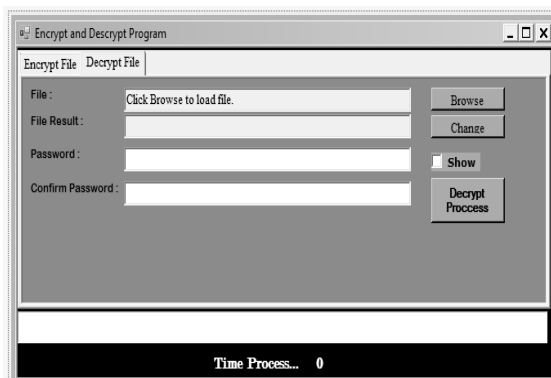 Encrypt and Descrypt Program
Encrypt File Decrypt File
File : Click Browse to load file. Browse
File Result : Change
Password : Show
Confirm Password : Decrypt
Proccess
Time Process... 0